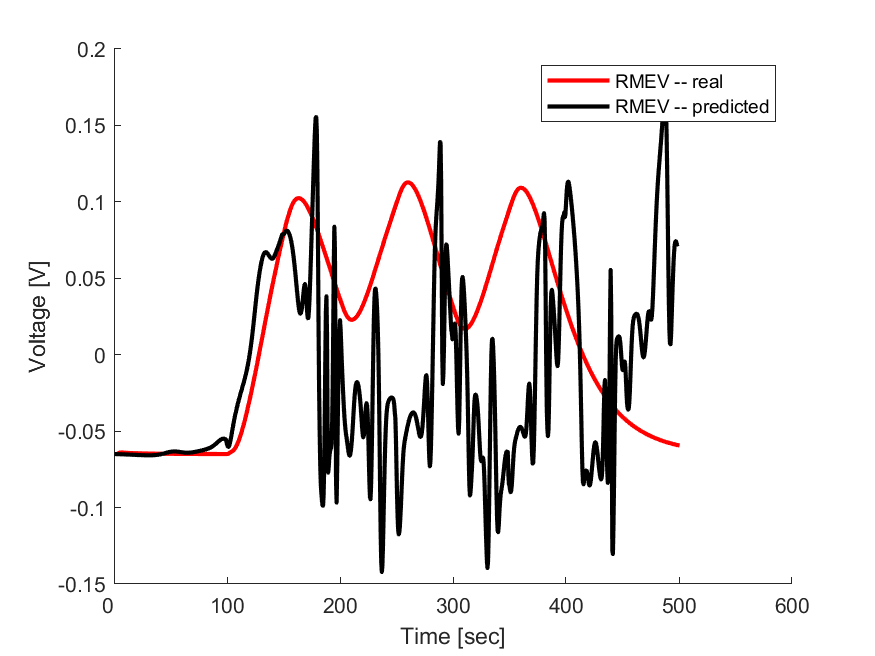 0.2
0.15
0.1
0.05
0
-0.05
-0.1
-0.15
0 100 200 300 400 500 600
Time [sec]
Voltage [V]
RMEV -- real
RMEV -- predicted